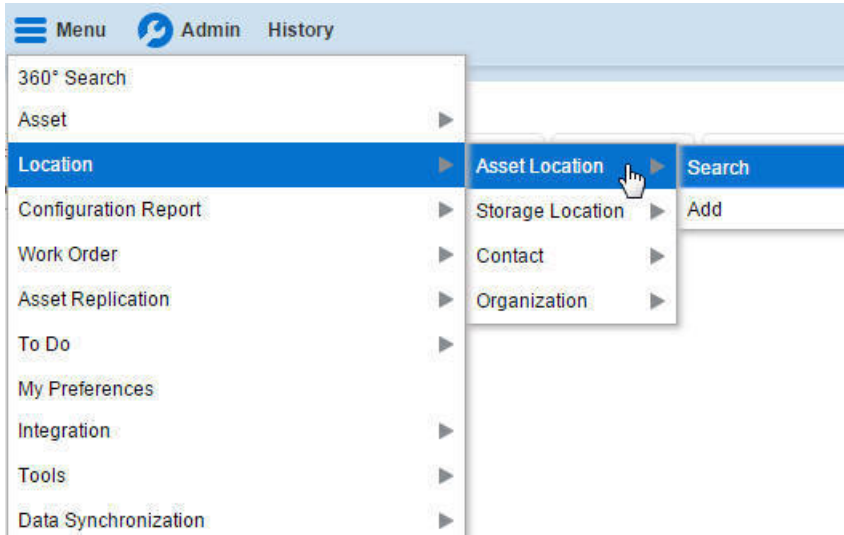 Menu Admin History
360° Search
Asset
Location
Asset Location
Search
Configuration Report
Storage Location
Add
Work Order
Contact
Asset Replication
Organization
To Do
My Preferences
Integration
Tools
Data Synchronization